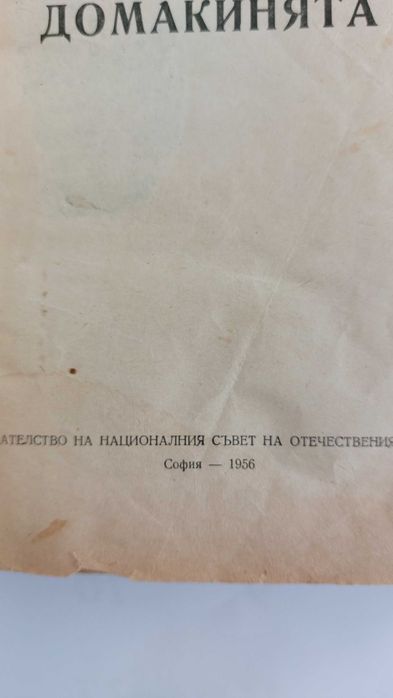 ДОМАКИНЯТА
АТЕЛСТВО НА НАЦИОНАЛНИЯ СЪВЕТ НА ОТЕЧЕСТВЕНИЯ
София — 1956